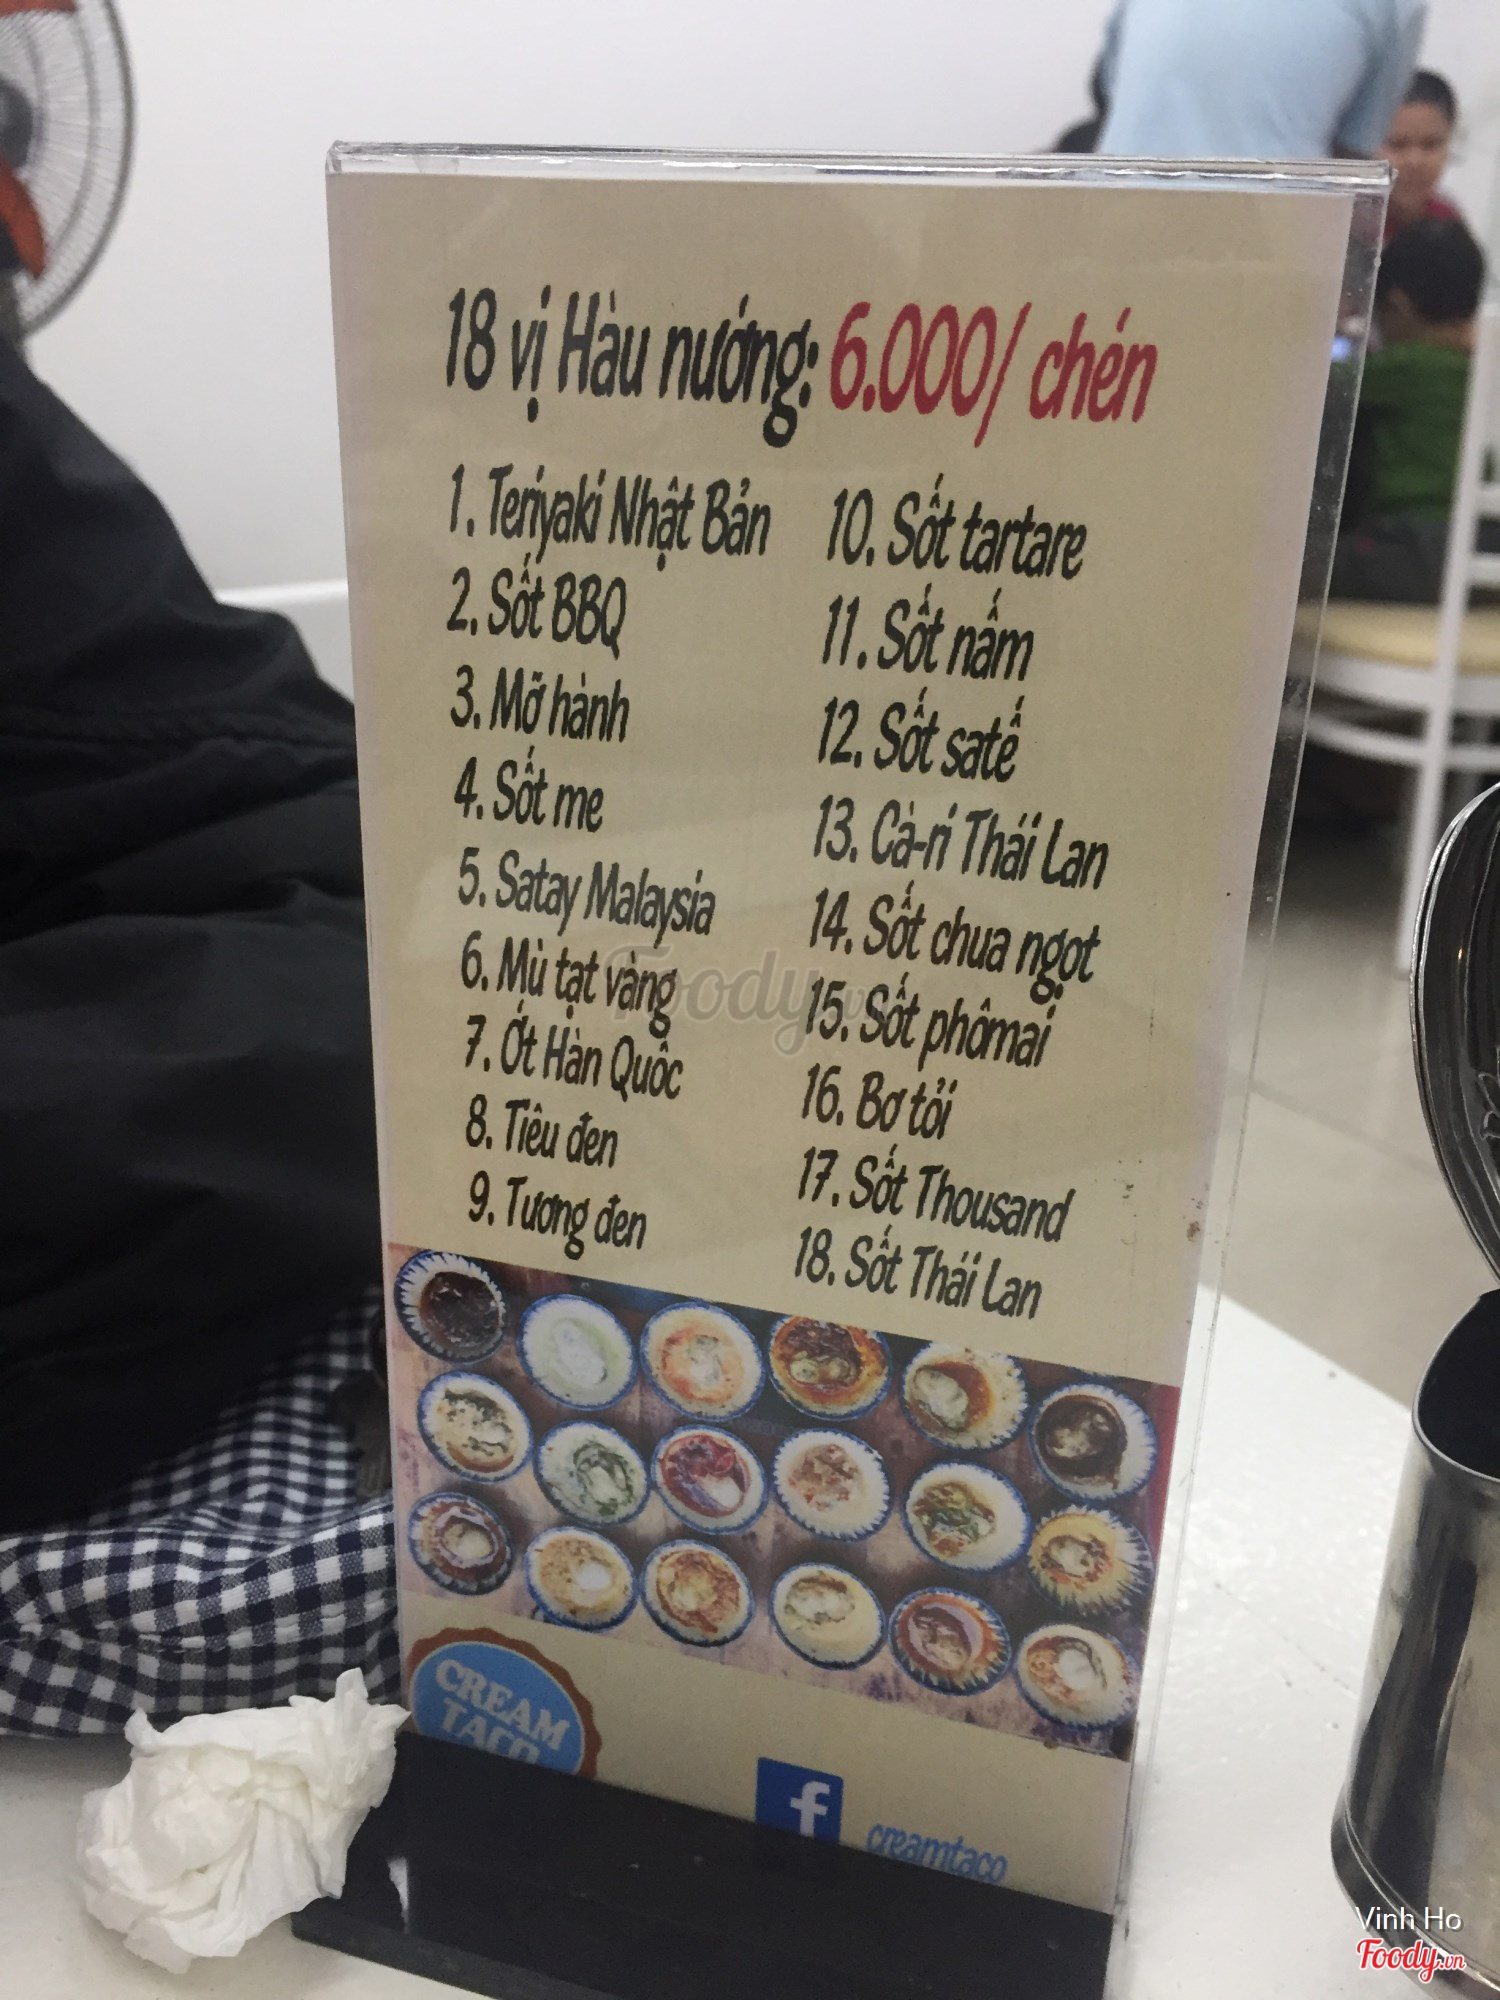 18 vị Hàu nướng: 6.000/ chén
1. Teriyaki Nhật Bản
2. Sốt BBQ
3. Mỡ hành
4. Sốt me
5. Satay Malaysia
6. Mù tạt vàng
7. Ớt Hàn Quốc
8. Tiêu đen
9. Tương đen
10. Sốt tartare
11. Sốt nấm
12. Sốt satế
13. Cà-ri Thái Lan
14. Sốt chua ngọt
15. Sốt phômai
16. Bơ tỏi
17. Sốt Thousand
18. Sốt Thái Lan
Foody.vn
CREAM
TACO
f
creamtaco
Vinh Ho
Foody.vn